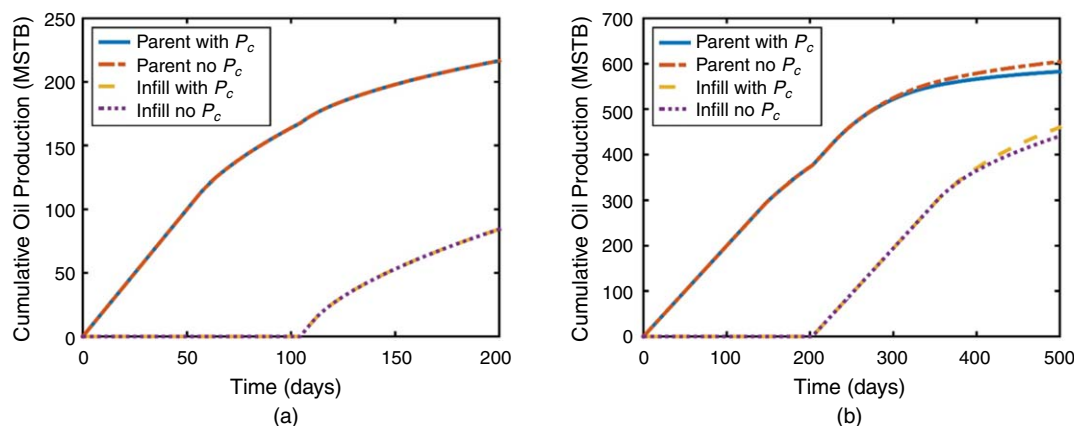 250
200
150
100
50
0
Cumulative Oil Production (MSTB)
Parent with Pc
Parent no Pc
Infill with Pc
Infill no Pc
0 50 100 150 200
Time (days)
(a)
700
600
500
400
300
200
100
0
Cumulative Oil Production (MSTB)
Parent with Pc
Parent no Pc
Infill with Pc
Infill no Pc
0 100 200 300 400 500
Time (days)
(b)